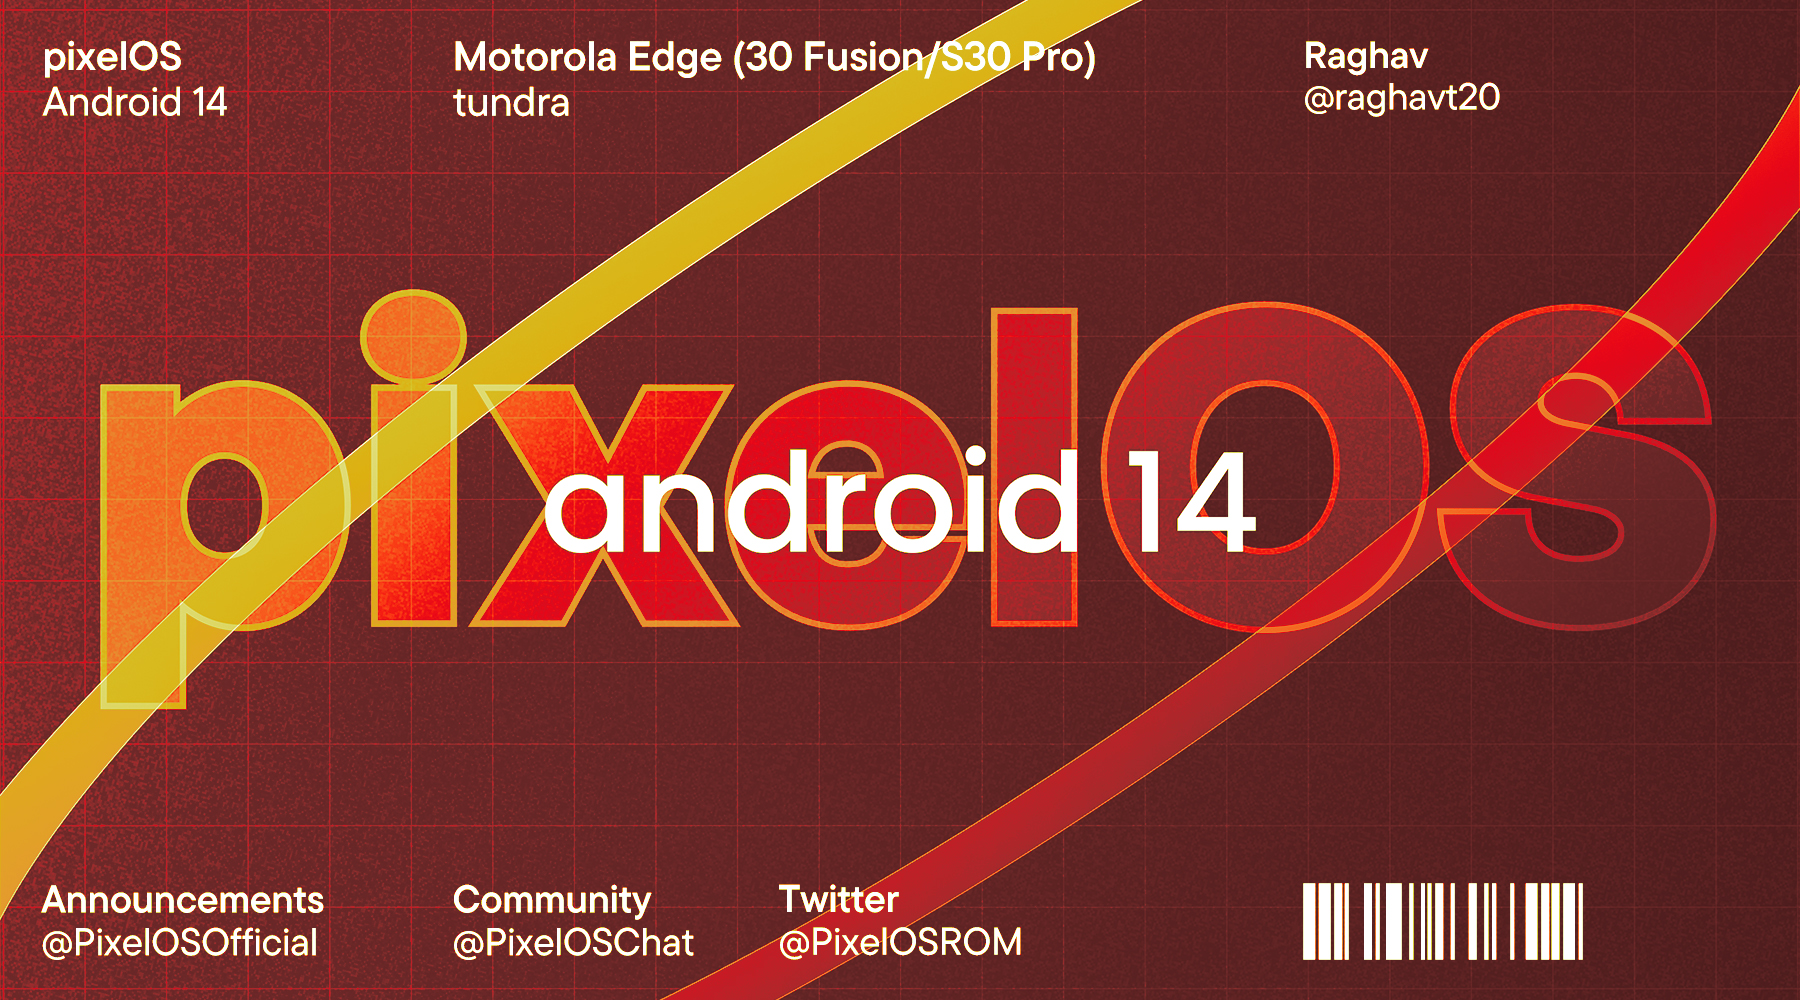 pixelOS
Android 14
Motorola Edge (30 Fusion/S30 Pro)
tundra
Raghav
@raghavt20
pixelOS
android 14
Announcements
@PixelOSOfficial
Community
@PixelOSChat
Twitter
@PixelOSROM